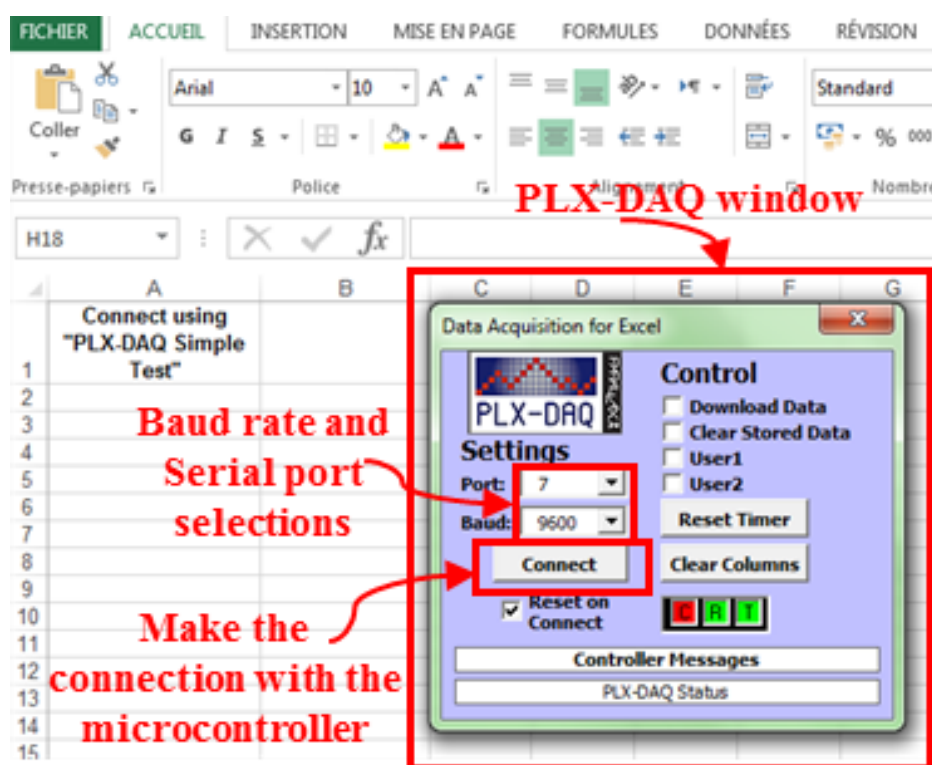 FICHIER ACCUEIL INSERTION MISE EN PAGE FORMULES DONNÉES RÉVISION
Arial 10 A A Standard
Coller G I S A % 000
Presse-papiers Police Alignement Nombre
PLX-DAQ window
H18 fx
A B C D E F G
1 Connect using
"PLX-DAQ Simple
Test"
2
3
4
5
6
7
8
9
10
11
12
13
14
15
Baud rate and
Serial port
selections
Make the
connection with the
microcontroller
Data Acquisition for Excel
PLX-DAQ PARALLAX
Settings
Port: 7
Baud: 9600
Connect
Reset on
Connect
Control
Download Data
Clear Stored Data
User1
User2
Reset Timer
Clear Columns
C R T
Controller Messages
PLX-DAQ Status